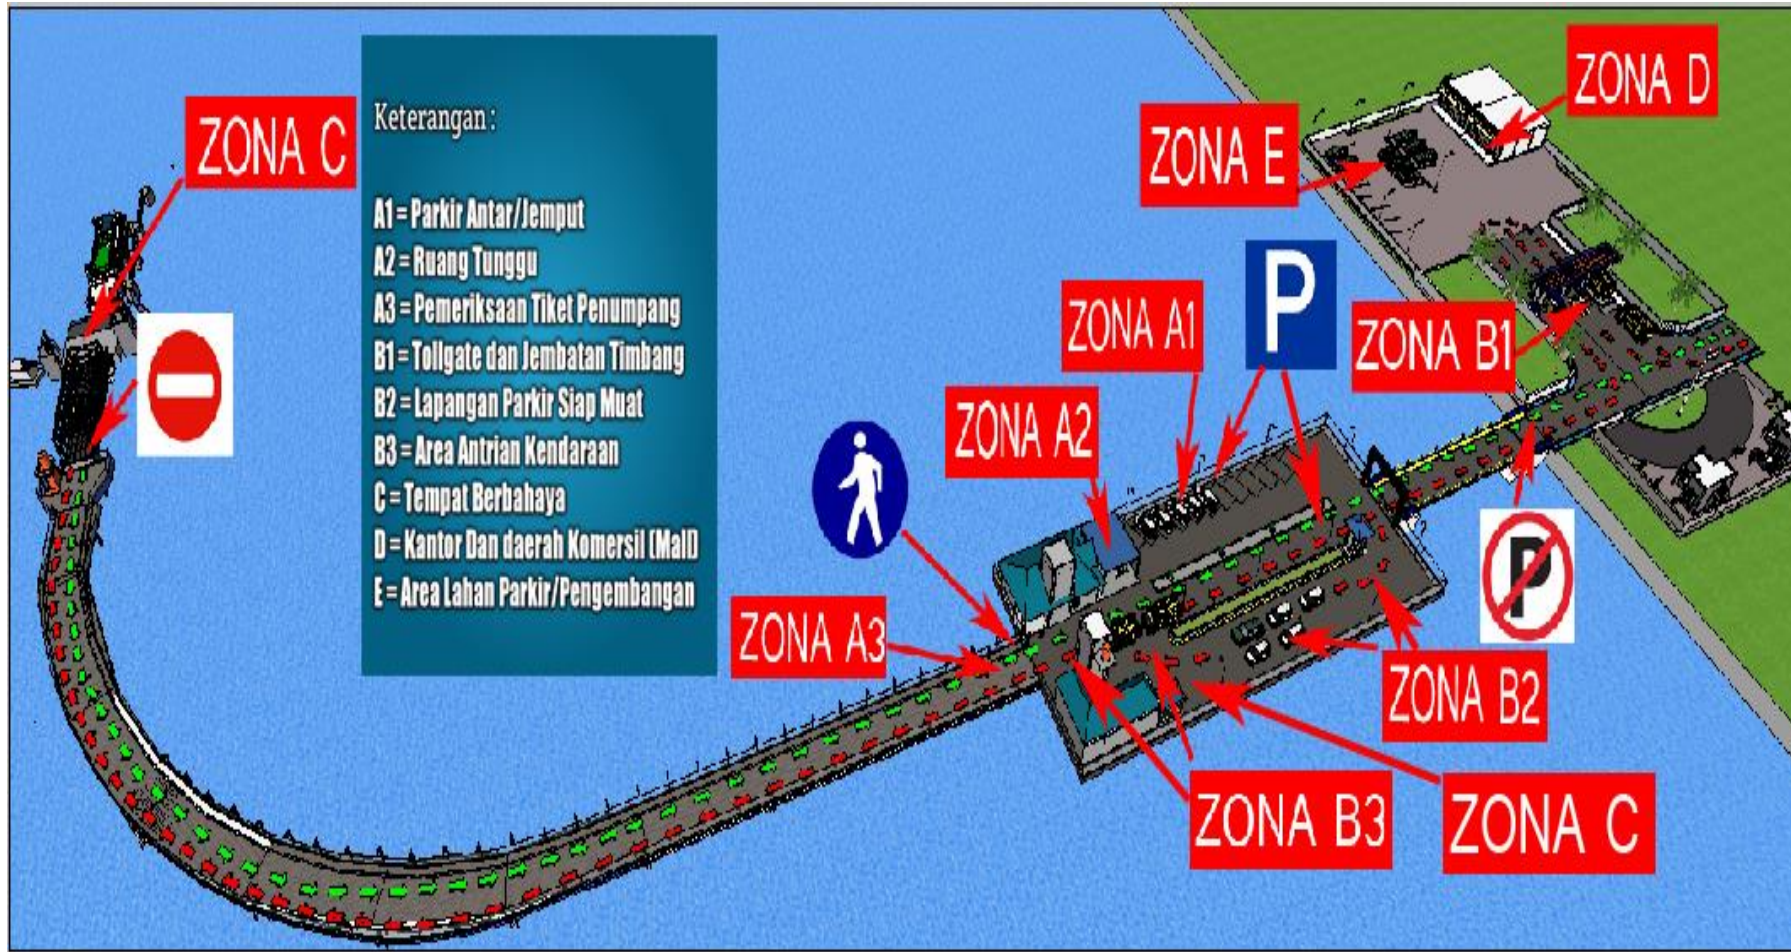 ZONA D
ZONA C
Keterangan :
ZONA E
A1 = Parkir Antar/Jemput
A2 = Ruang Tunggu
A3 = Pemeriksaan Tiket Penumpang
B1 = Tollgate dan Jembatan Timbang
B2 = Lapangan Parkir Siap Muat
B3 = Area Antrian Kendaraan
C = Tempat Berbahaya
D = Kantor Dan daerah Komersil (Mall)
E = Area Lahan Parkir/Pengembangan
P
ZONA A1
ZONA B1
ZONA A2
P
ZONA A3
ZONA B2
ZONA B3
ZONA C